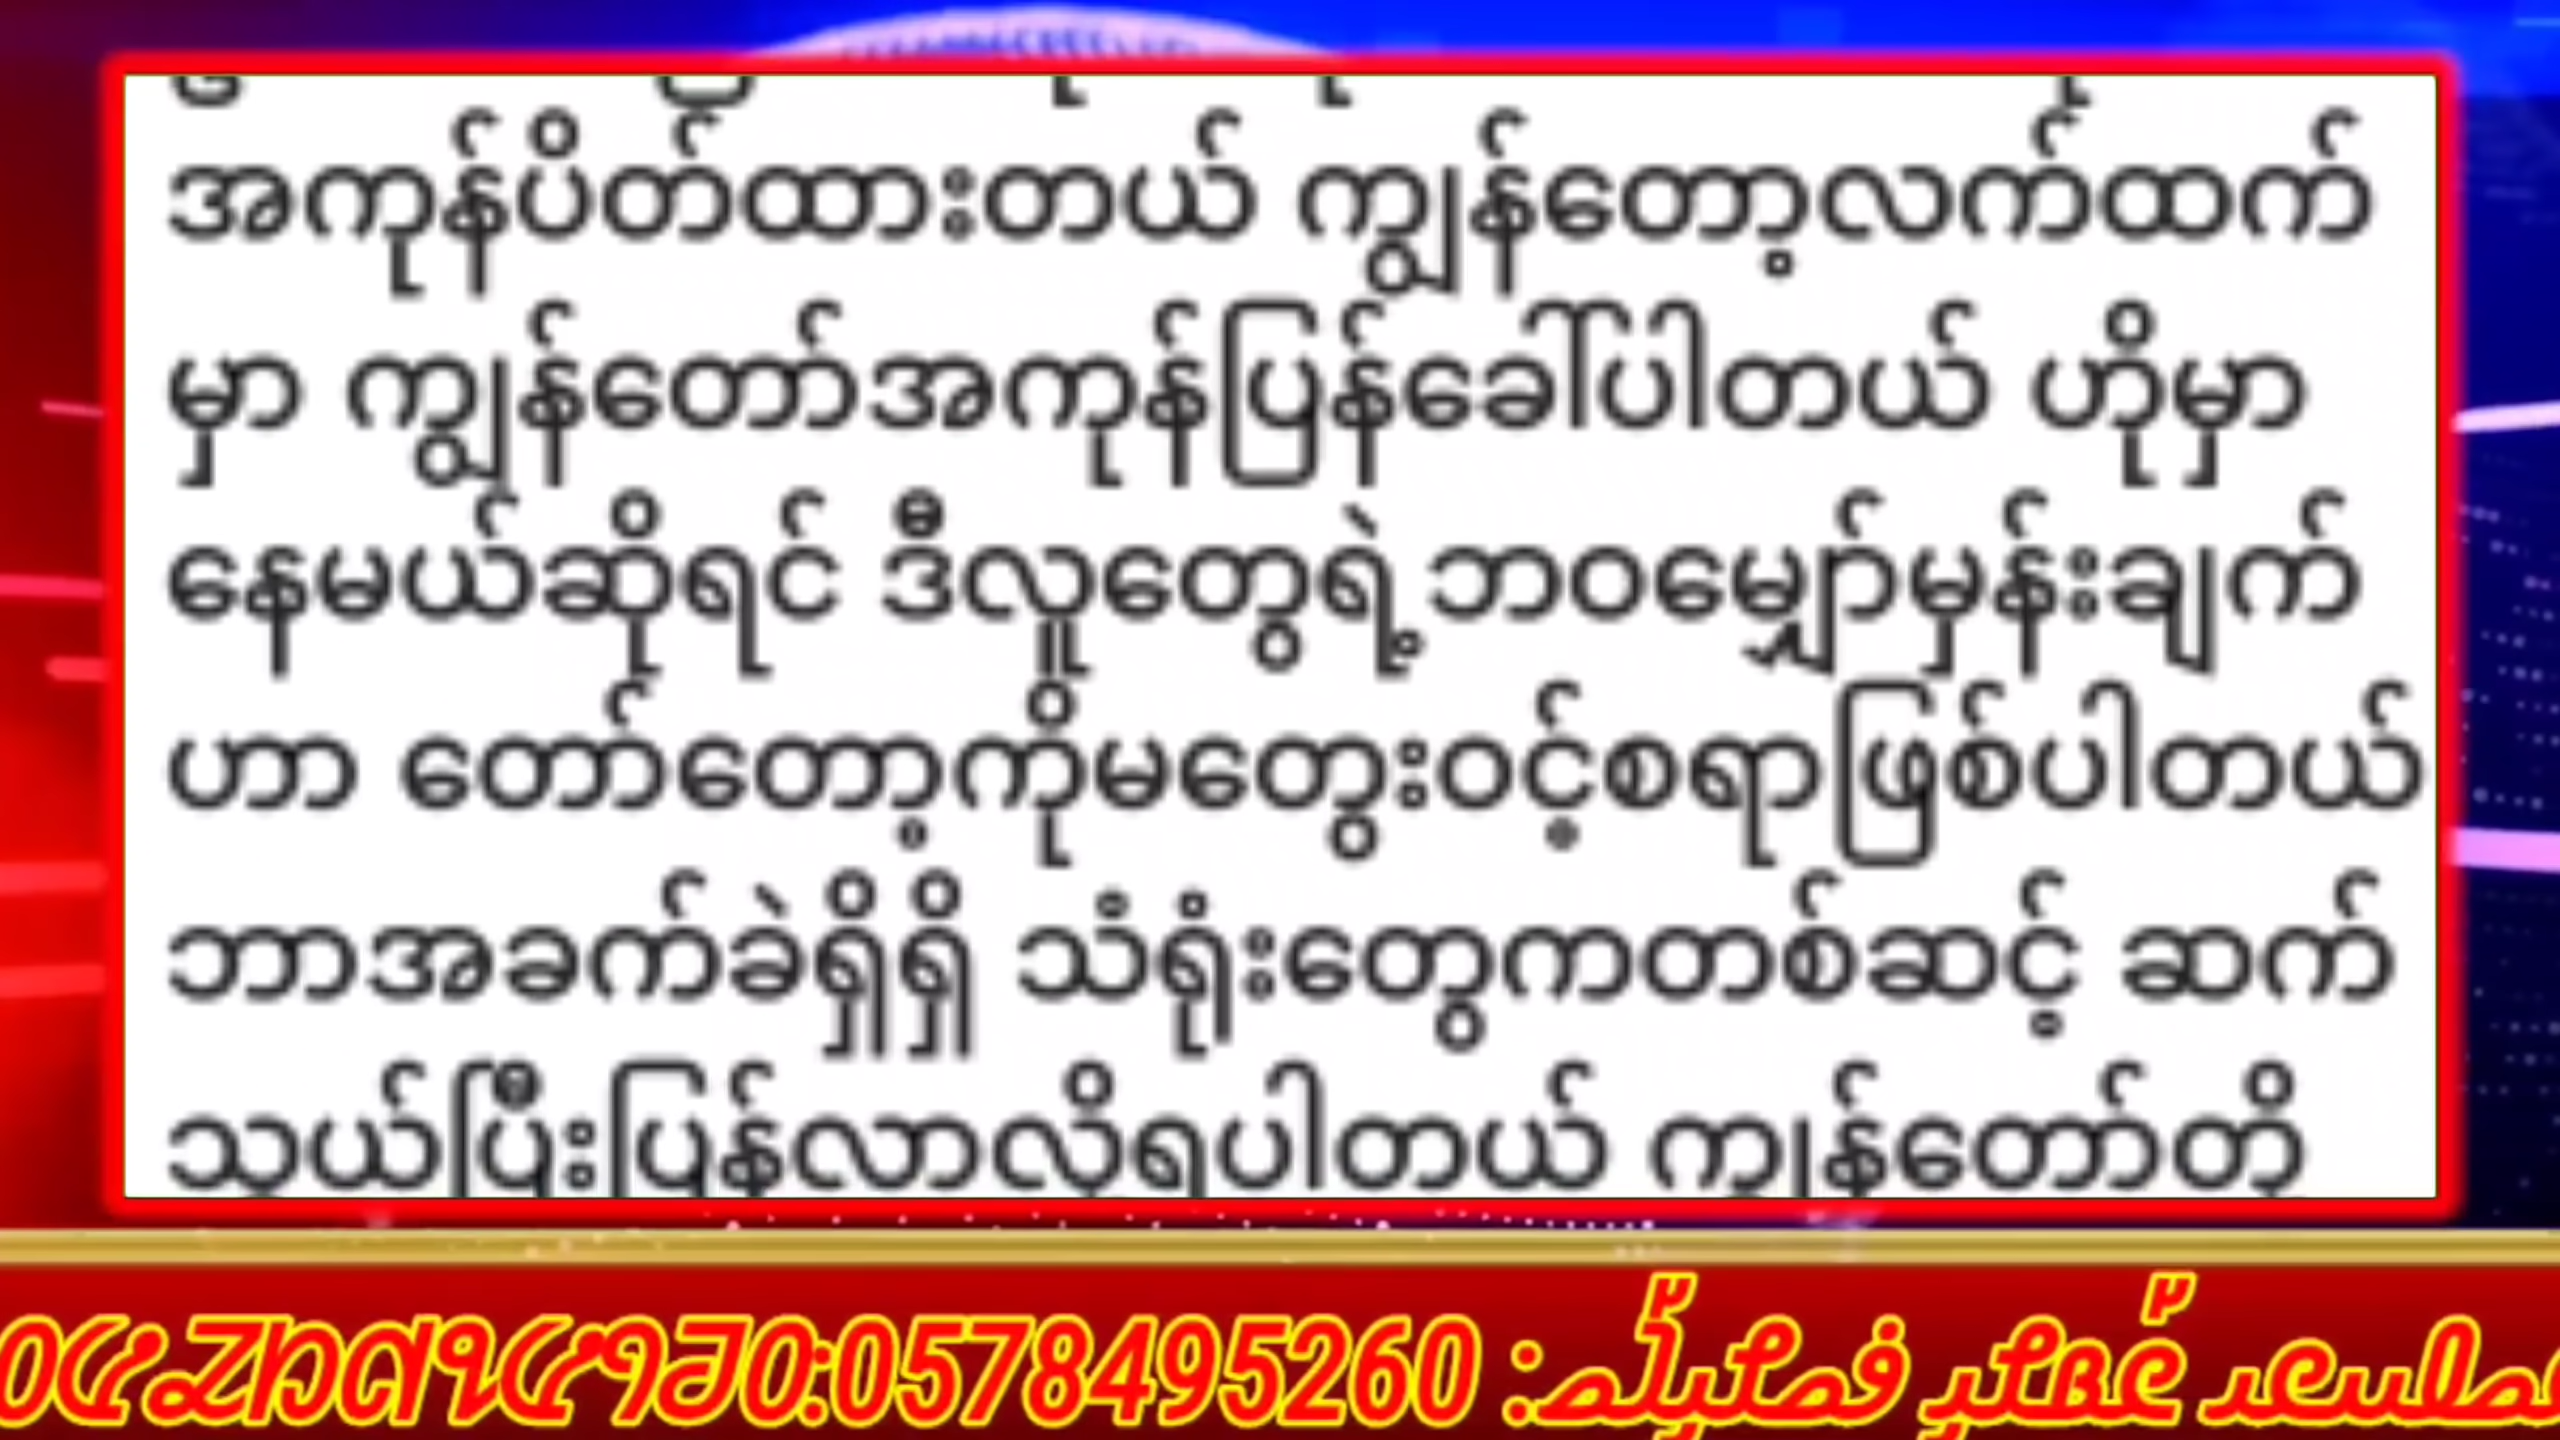 အကုန်ပိတ်ထားတယ် ကျွန်တော့လက်ထက်
မှာ ကျွန်တော်အကုန်ပြန်ခေါ်ပါတယ် ဟိုမှာ
နေမယ်ဆိုရင် ဒီလူတွေရဲ့ဘဝမျှော်မှန်းချက်
ဟာ တော်တော့ကိုမတွေးဝင့်စရာဖြစ်ပါတယ်
ဘာအခက်ခဲရှိရှိ သံရုံးတွေကတစ်ဆင့် ဆက်
သွယ်ပြီးပြန်လာလို့ရပါတယ် ကျွန်တော်တို့
0578495260